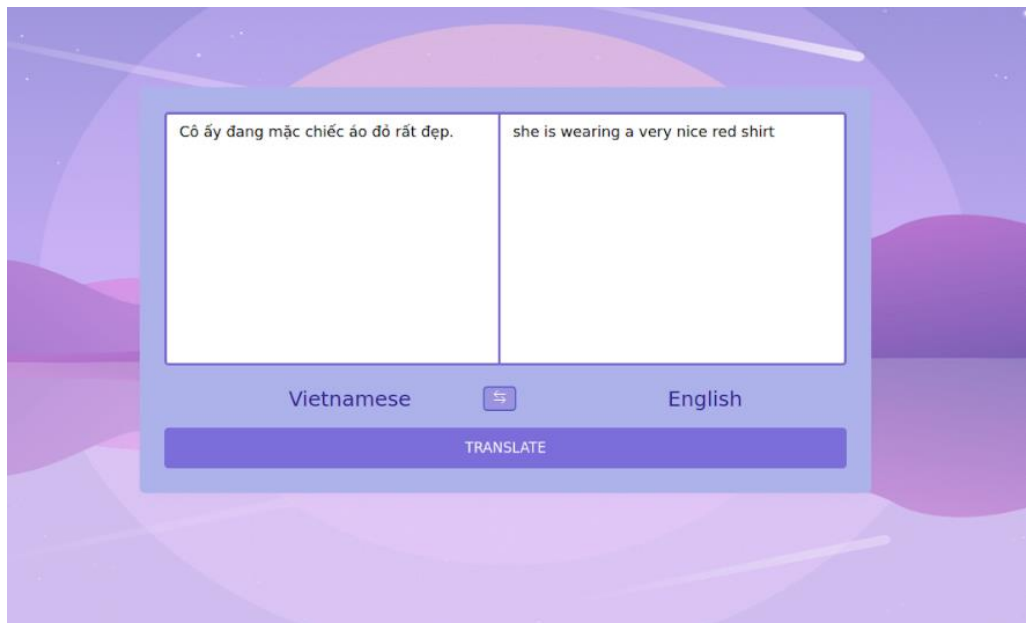 Cô ấy đang mặc chiếc áo đỏ rất đẹp.
she is wearing a very nice red shirt
Vietnamese
English
TRANSLATE